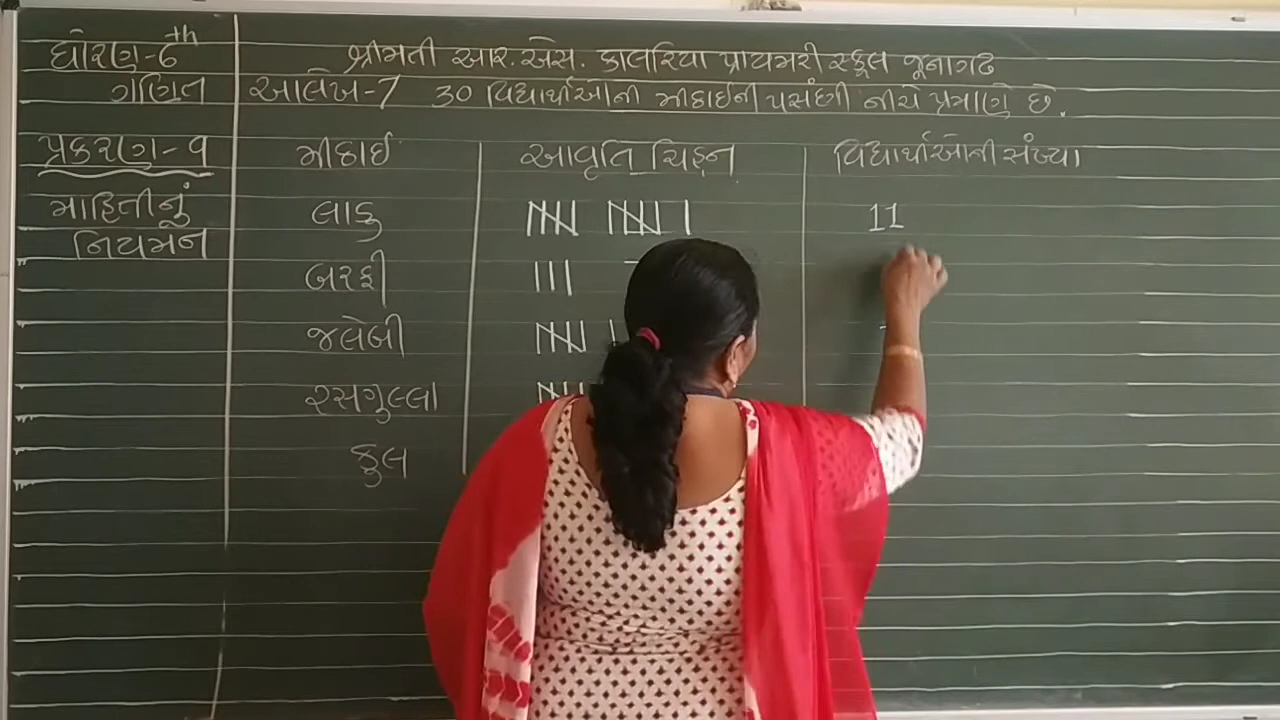 ધોરણ-6th
ગણિત
પ્રકરણ-૧
માહિતીનું
નિયમન
શ્રીમતી આર. એસ. કાલરિયા પ્રાયમરી સ્કૂલ જૂનાગઢ
આલેખ-7 30 વિદ્યાર્થીઓની મીઠાઈની પસંદગી નીચે પ્રમાણે છે.
મીઠાઈ આવૃતિ ચિહ્ન વિદ્યાર્થીઓની સંખ્યા
લાડુ 11
બરફી
જલેબી
રસગુલ્લા
કુલ